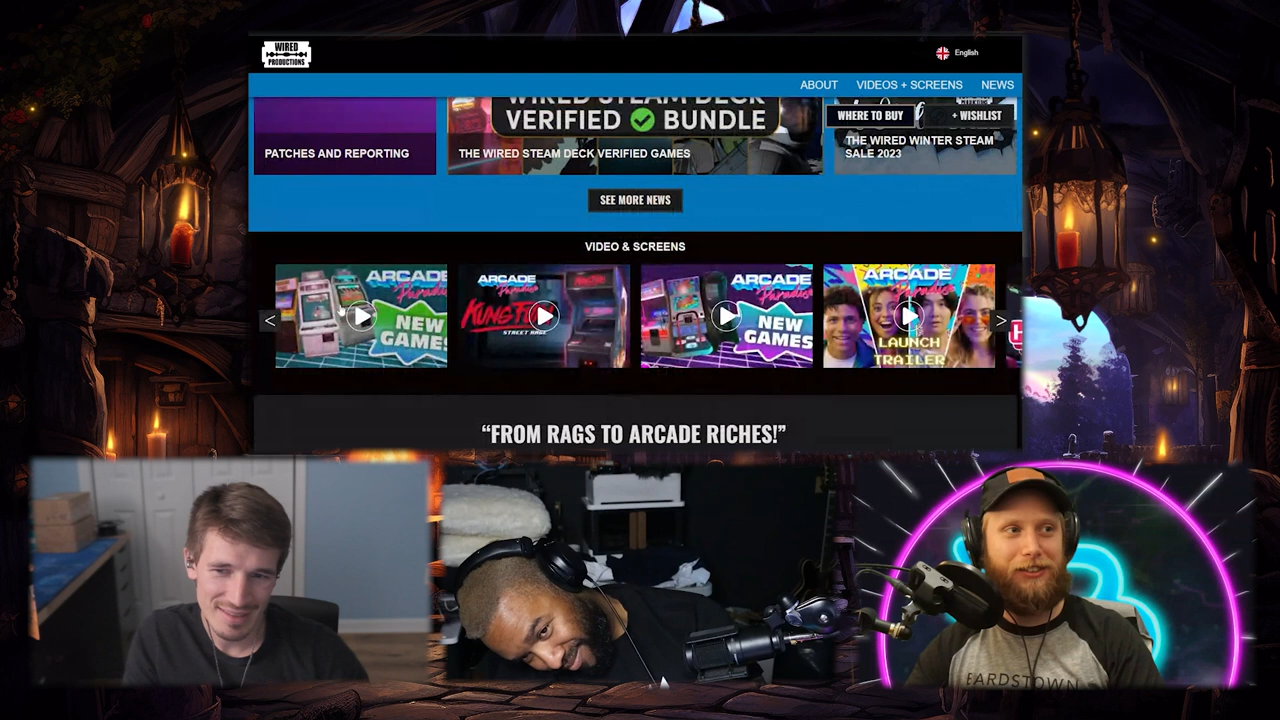 WIRED
PRODUCTIONS
English
ABOUT
VIDEOS + SCREENS
NEWS
WIRED STEAM DECK
VERIFIED BUNDLE
WHERE TO BUY
+ WISHLIST
PATCHES AND REPORTING
THE WIRED STEAM DECK VERIFIED GAMES
THE WIRED WINTER STEAM
SALE 2023
SEE MORE NEWS
VIDEO & SCREENS
<
ARCADE
Paradise
NEW
GAMES
ARCADE
Paradise
KUNG FU
STREET RAGE
ARCADE
Paradise
NEW
GAMES
ARCADE
Paradise
LAUNCH
TRAILER
>
“FROM RAGS TO ARCADE RICHES!”
EARDSTOWN